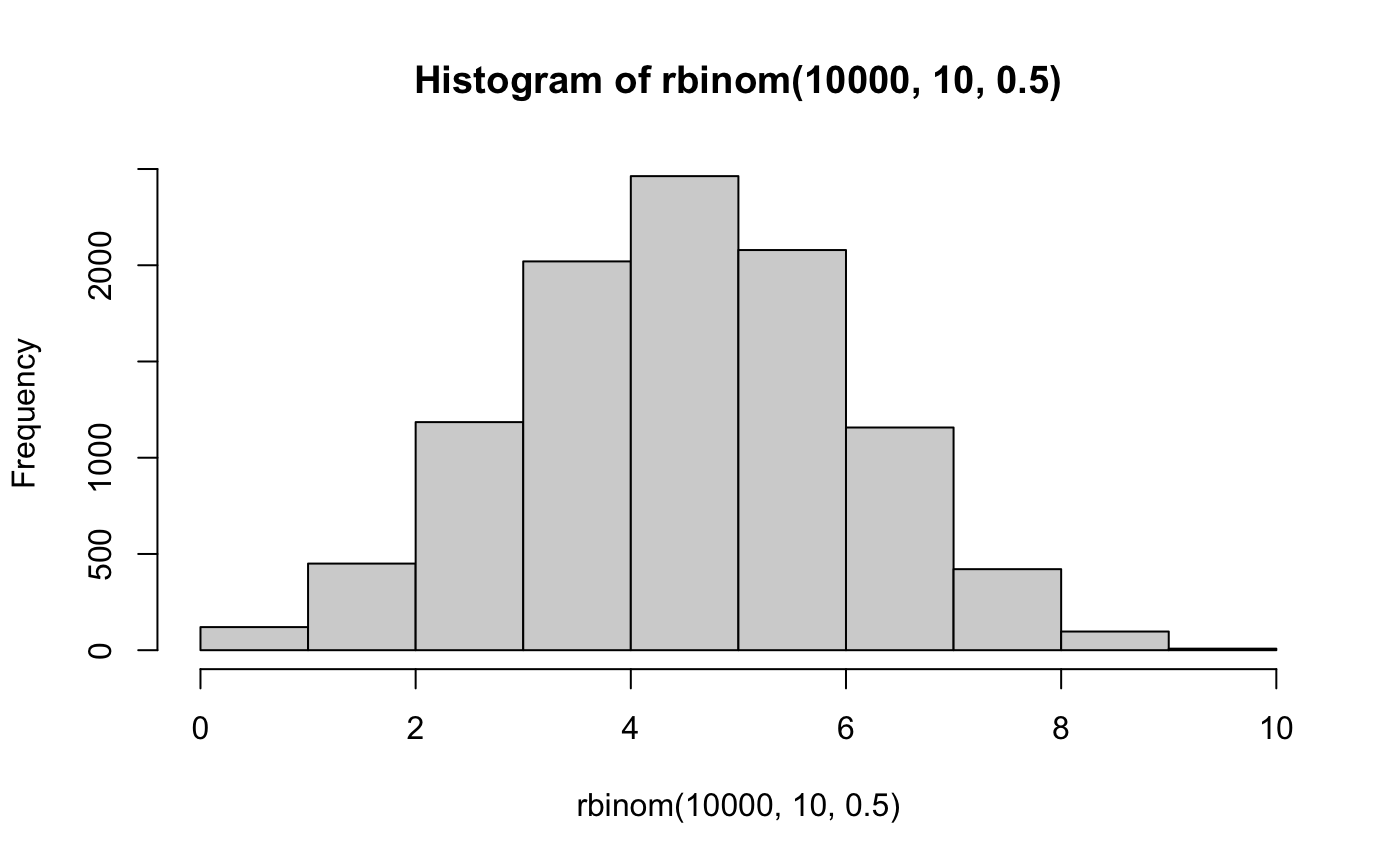 Histogram of rbinom(10000, 10, 0.5)
2000
1000
500
0
Frequency
0 2 4 6 8 10
rbinom(10000, 10, 0.5)